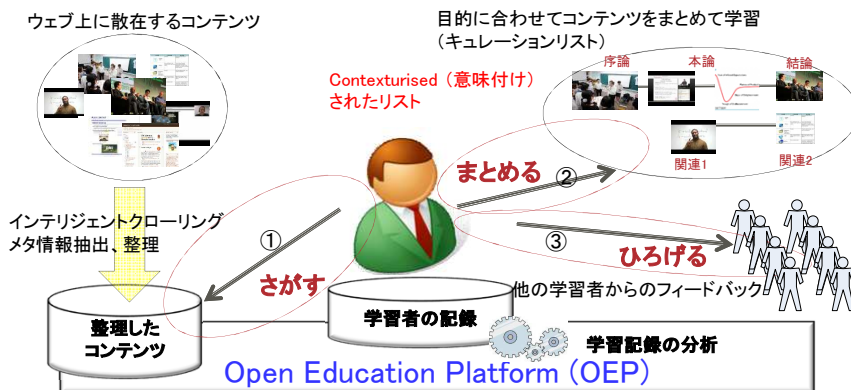 ウェブ上に散在するコンテンツ
目的に合わせてコンテンツをまとめて学習
(キュレーションリスト)
序論
本論
結論
関連1
関連2
Contexturised (意味付け)
されたリスト
まとめる
②
インテリジェントクローリング
メタ情報抽出、整理
①
さがす
③
ひろげる
他の学習者からのフィードバック
整理した
コンテンツ
学習者の記録
学習記録の分析
Open Education Platform (OEP)